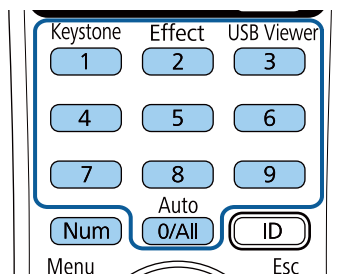 Keystone Effect USB Viewer
1 2 3
4 5 6
7 8 9
Auto
Num 0/All ID
Menu Esc